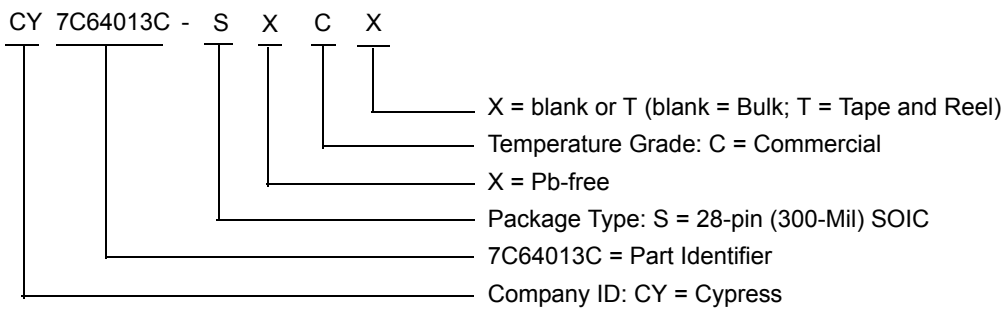 CY 7C64013C - S X C X
X = blank or T (blank = Bulk; T = Tape and Reel)
Temperature Grade: C = Commercial
X = Pb-free
Package Type: S = 28-pin (300-Mil) SOIC
7C64013C = Part Identifier
Company ID: CY = Cypress